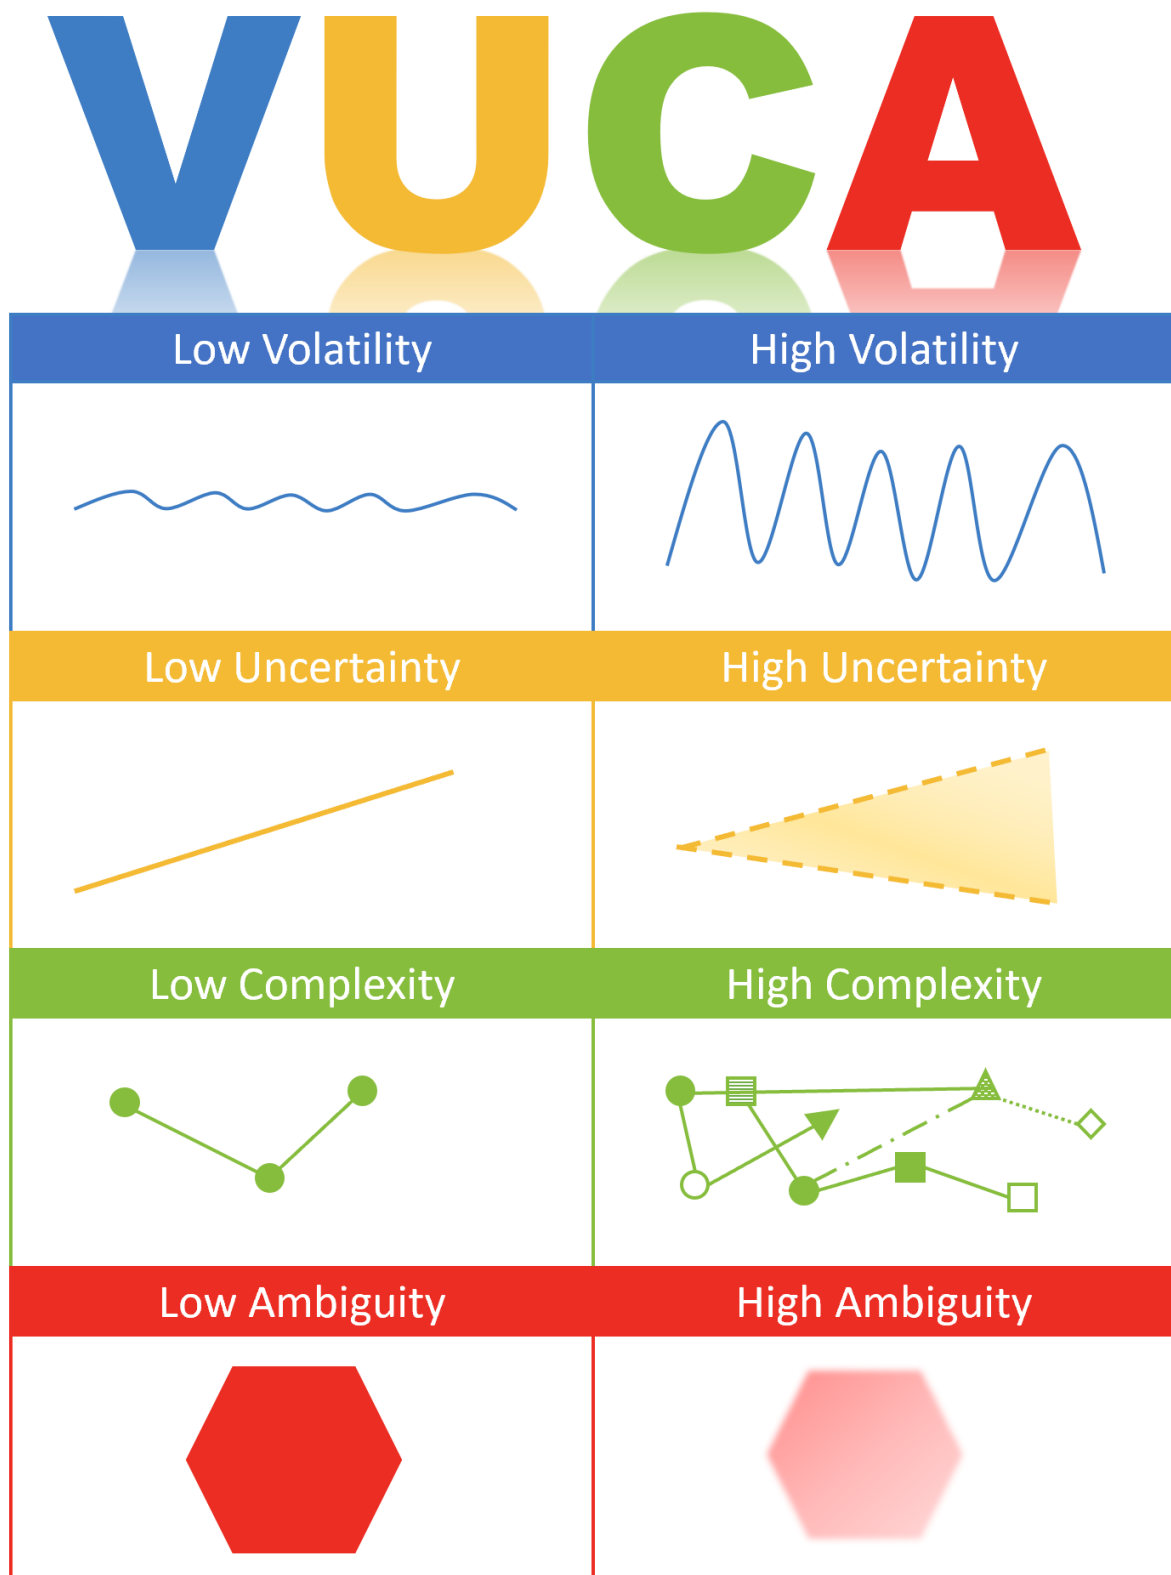 VUCA
Low Volatility
High Volatility
Low Uncertainty
High Uncertainty
Low Complexity
High Complexity
Low Ambiguity
High Ambiguity